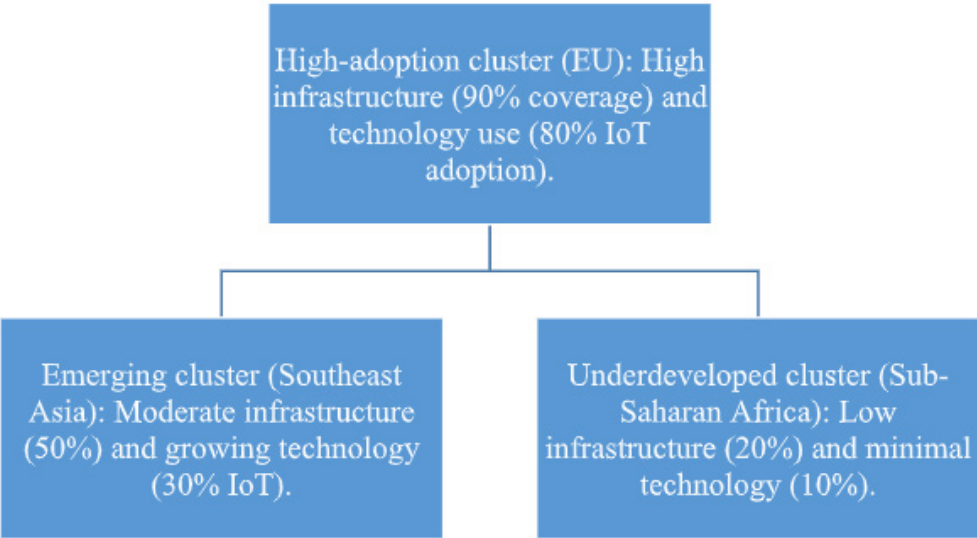 High-adoption cluster (EU): High
infrastructure (90% coverage) and
technology use (80% IoT
adoption).
Emerging cluster (Southeast
Asia): Moderate infrastructure
(50%) and growing technology
(30% IoT).
Underdeveloped cluster (Sub-
Saharan Africa): Low
infrastructure (20%) and minimal
technology (10%).